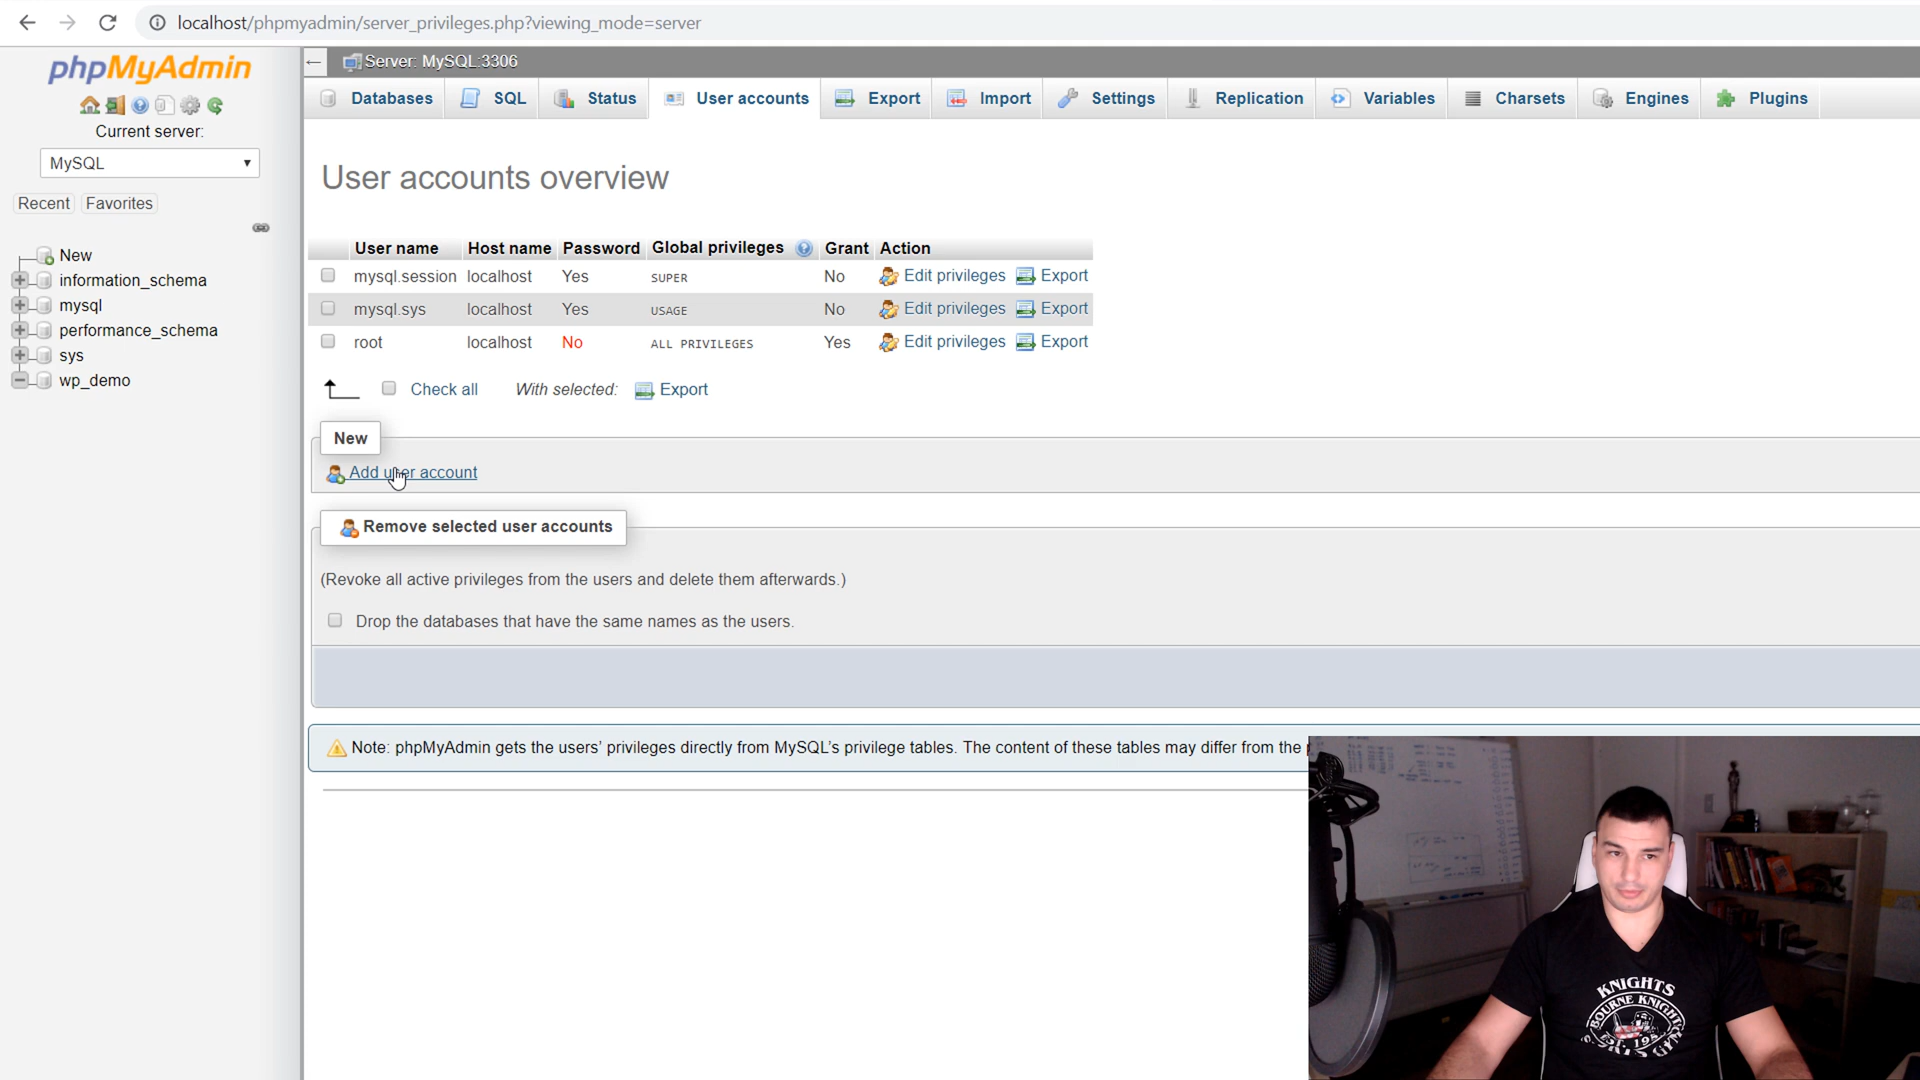 localhost/phpmyadmin/server_privileges.php?viewing_mode=server
phpMyAdmin
Current server:
MySQL
Recent Favorites
New
information_schema
mysql
performance_schema
sys
wp_demo
Server: MySQL:3306
Databases SQL Status User accounts Export Import Settings Replication Variables Charsets Engines Plugins
User accounts overview
User name Host name Password Global privileges Grant Action
mysql.session localhost Yes SUPER No Edit privileges Export
mysql.sys localhost Yes USAGE No Edit privileges Export
root localhost No ALL PRIVILEGES Yes Edit privileges Export
Check all With selected: Export
New
Add user account
Remove selected user accounts
(Revoke all active privileges from the users and delete them afterwards.)
Drop the databases that have the same names as the users.
Note: phpMyAdmin gets the users’ privileges directly from MySQL’s privilege tables. The content of these tables may differ from the
KNIGHTS
BOURNE KNIGHT